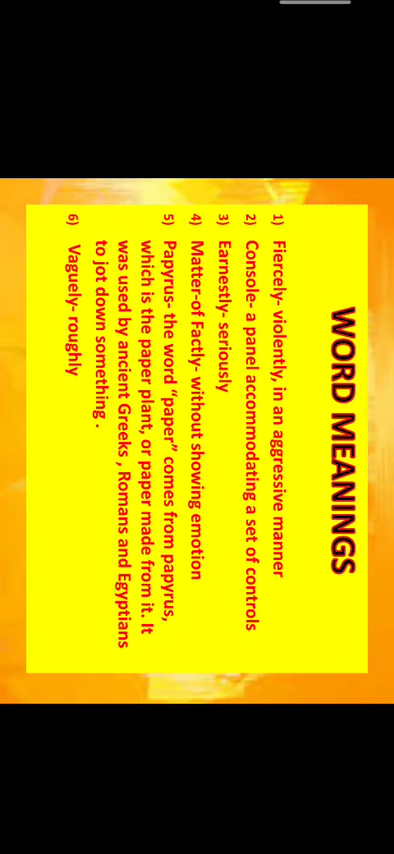 WORD MEANINGS
1) Fiercely- violently, in an aggressive manner
2) Console- a panel accommodating a set of controls
3) Earnestly- seriously
4) Matter-of Factly- without showing emotion
5) Papyrus- the word “paper” comes from papyrus,
which is the paper plant, or paper made from it. It
was used by ancient Greeks , Romans and Egyptians
to jot down something .
6) Vaguely- roughly